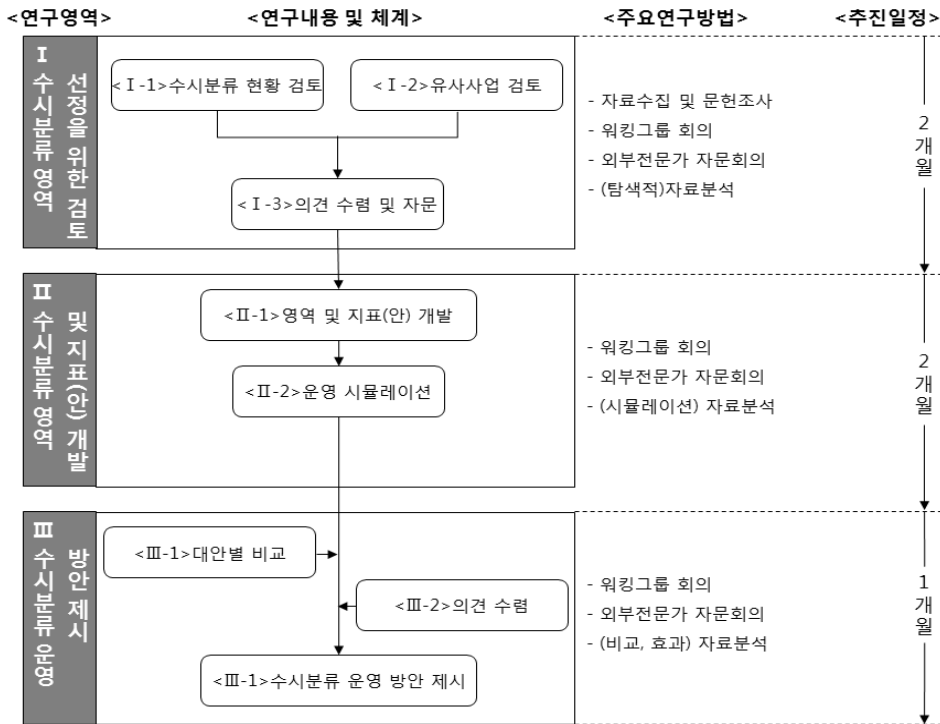 <연구영역>
<연구내용 및 체계>
<주요연구방법>
<추진일정>
Ⅰ
수시분류 영역
선정을 위한 검토
<Ⅰ-1>수시분류 현황 검토
<Ⅰ-2>유사사업 검토
<Ⅰ-3>의견 수렴 및 자문
- 자료수집 및 문헌조사
- 워킹그룹 회의
- 외부전문가 자문회의
- (탐색적)자료분석
2개월
Ⅱ
수시분류 영역
및 지표(안) 개발
<Ⅱ-1>영역 및 지표(안) 개발
<Ⅱ-2>운영 시뮬레이션
- 워킹그룹 회의
- 외부전문가 자문회의
- (시뮬레이션) 자료분석
2개월
Ⅲ
수시분류 운영
방안 제시
<Ⅲ-1>대안별 비교
<Ⅲ-2>의견 수렴
<Ⅲ-1>수시분류 운영 방안 제시
- 워킹그룹 회의
- 외부전문가 자문회의
- (비교, 효과) 자료분석
1개월